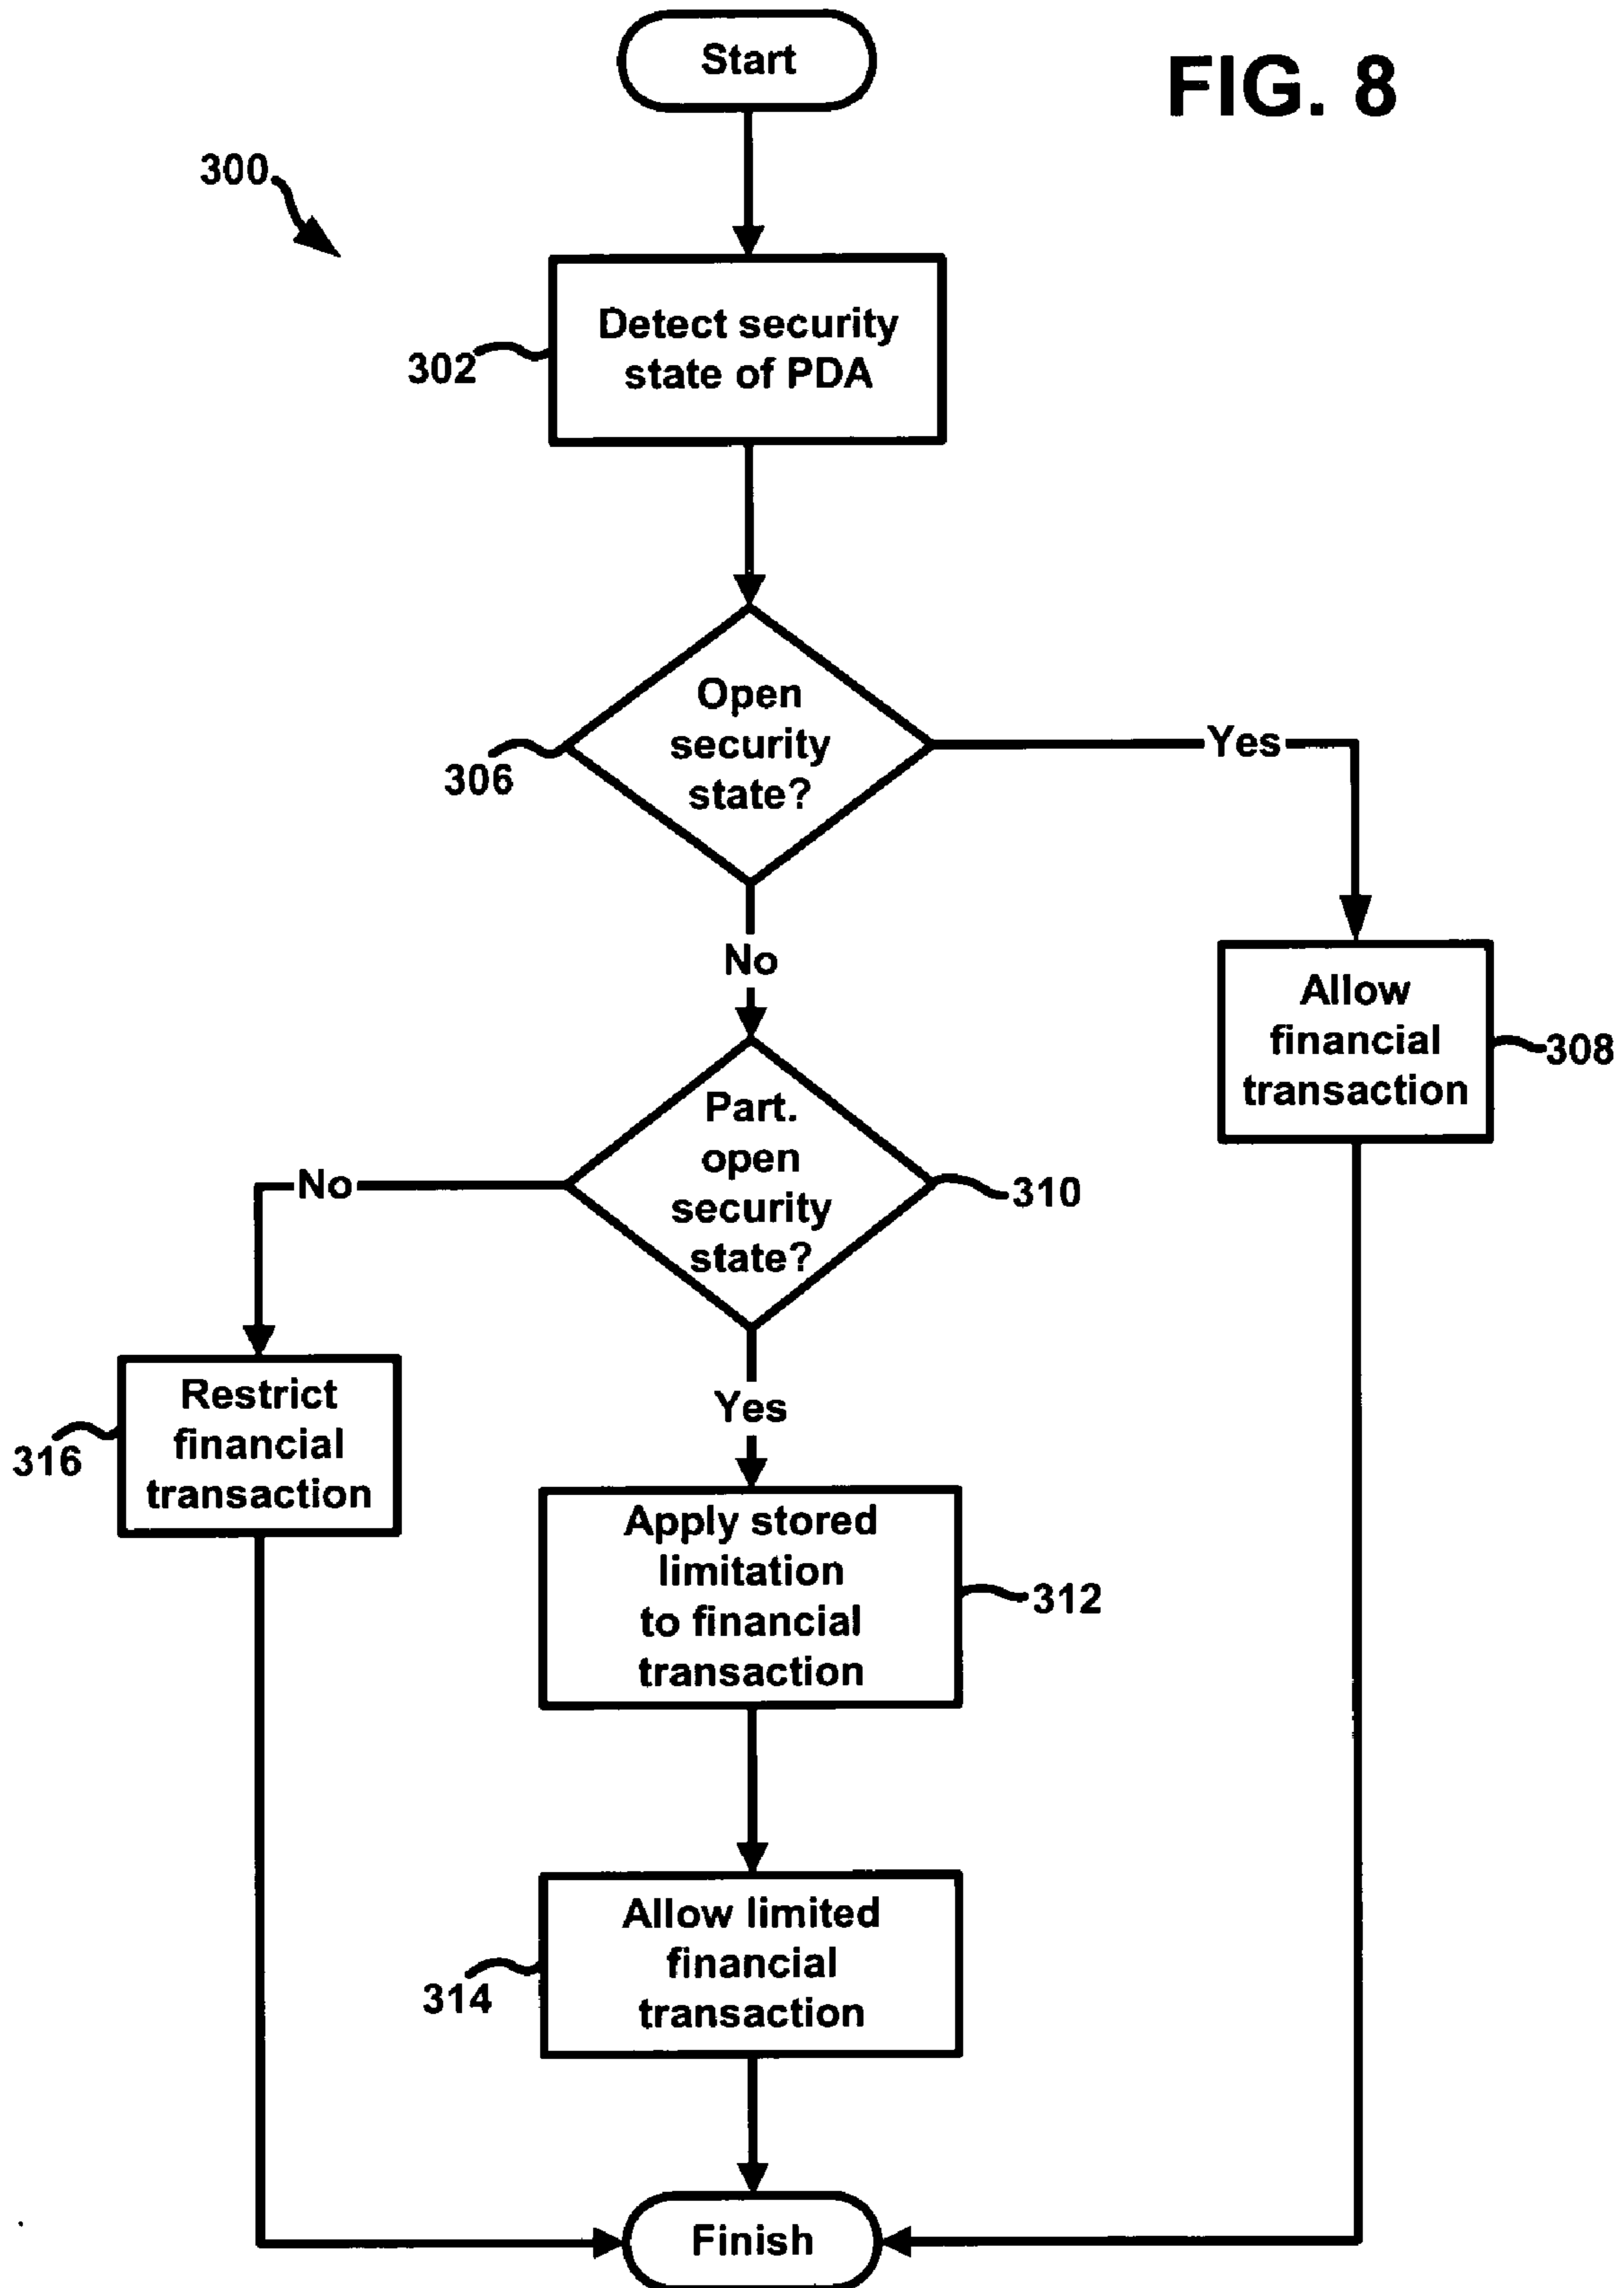 Start
FIG. 8
300
Detect security
state of PDA
302
Open
security
state?
306
Yes
No
Allow
financial
transaction
308
Part.
open
security
state?
310
No
Restrict
financial
transaction
316
Yes
Apply stored
limitation
to financial
transaction
312
Allow limited
financial
transaction
314
Finish